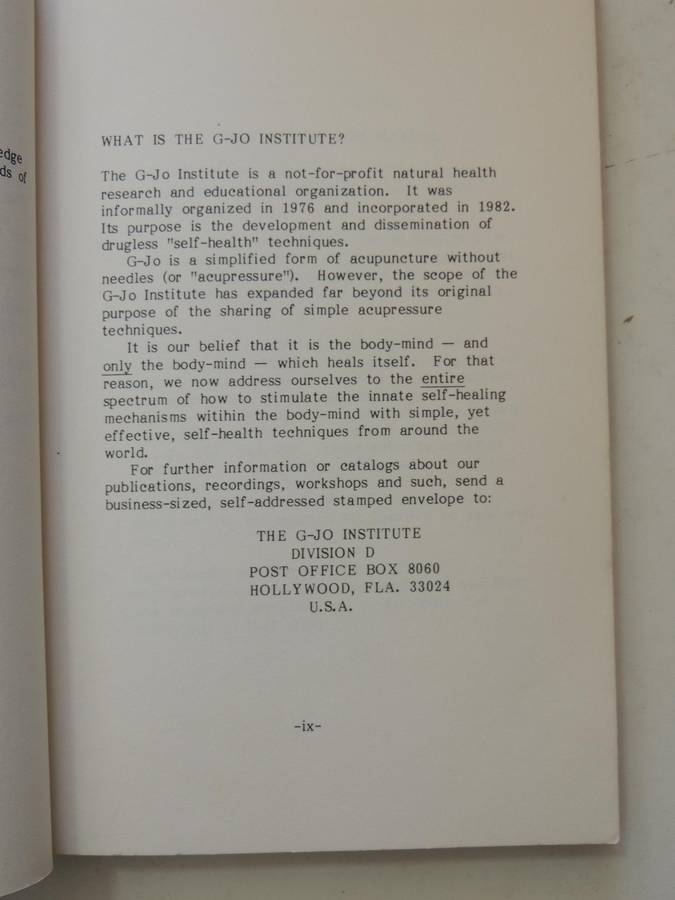 edge
ds of
WHAT IS THE G-JO INSTITUTE?
The G-Jo Institute is a not-for-profit natural health
research and educational organization. It was
informally organized in 1976 and incorporated in 1982.
Its purpose is the development and dissemination of
drugless "self-health" techniques.
G-Jo is a simplified form of acupuncture without
needles (or "acupressure"). However, the scope of the
G-Jo Institute has expanded far beyond its original
purpose of the sharing of simple acupressure
techniques.
It is our belief that it is the body-mind — and
only the body-mind — which heals itself. For that
reason, we now address ourselves to the entire
spectrum of how to stimulate the innate self-healing
mechanisms witihin the body-mind with simple, yet
effective, self-health techniques from around the
world.
For further information or catalogs about our
publications, recordings, workshops and such, send a
business-sized, self-addressed stamped envelope to:
THE G-JO INSTITUTE
DIVISION D
POST OFFICE BOX 8060
HOLLYWOOD, FLA. 33024
U.S.A.
-ix-